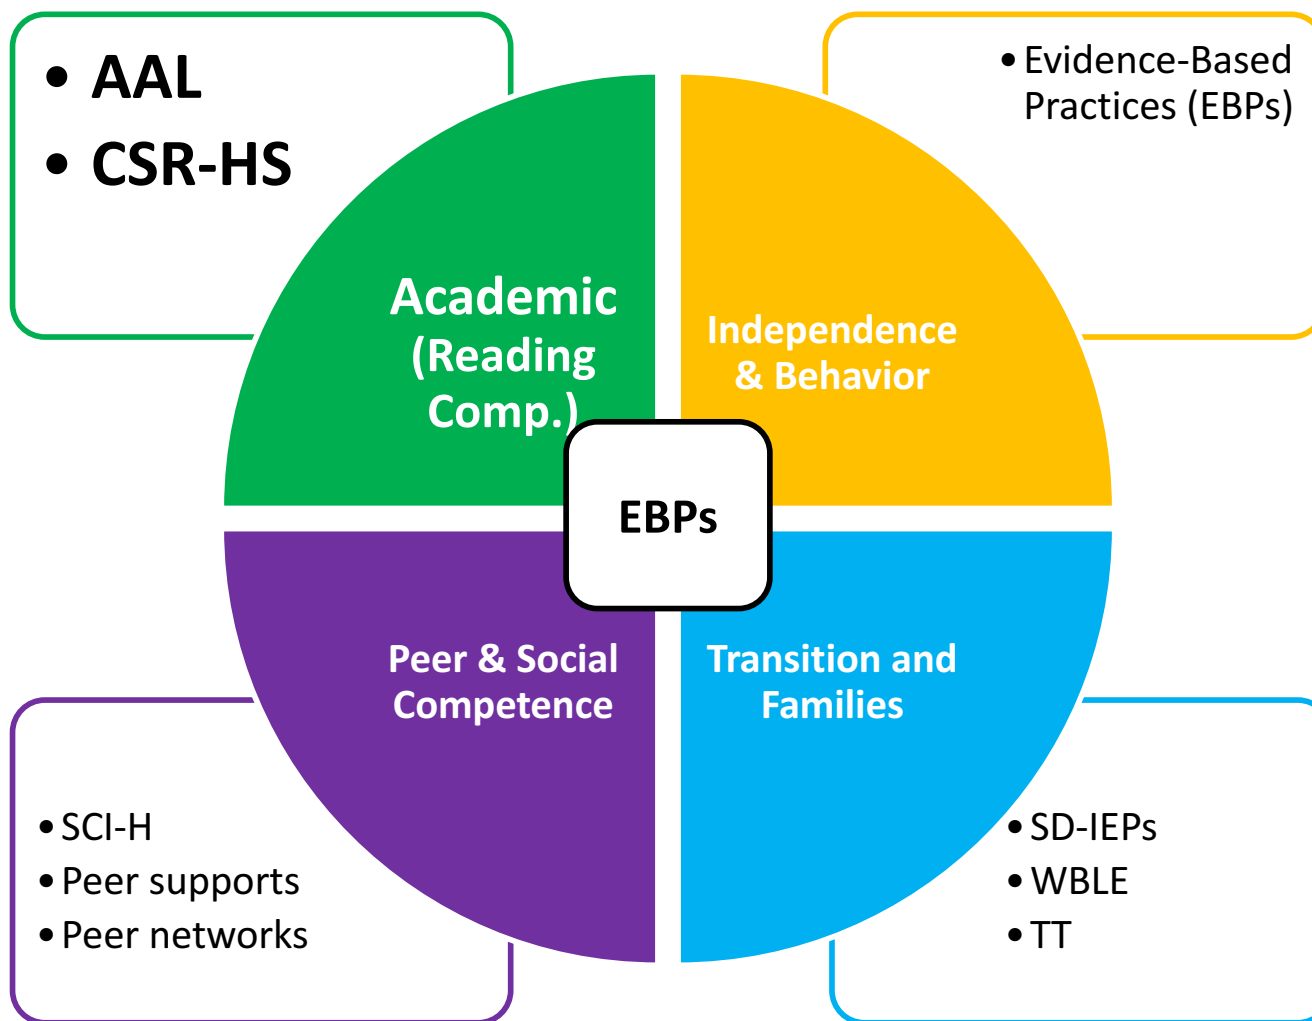 • AAL
• CSR-HS
• Evidence-Based
Practices (EBPs)
Academic
(Reading
Comp.)
Independence
& Behavior
EBPs
Peer & Social
Competence
Transition and
Families
• SCI-H
• Peer supports
• Peer networks
• SD-IEPs
• WBLE
• TT